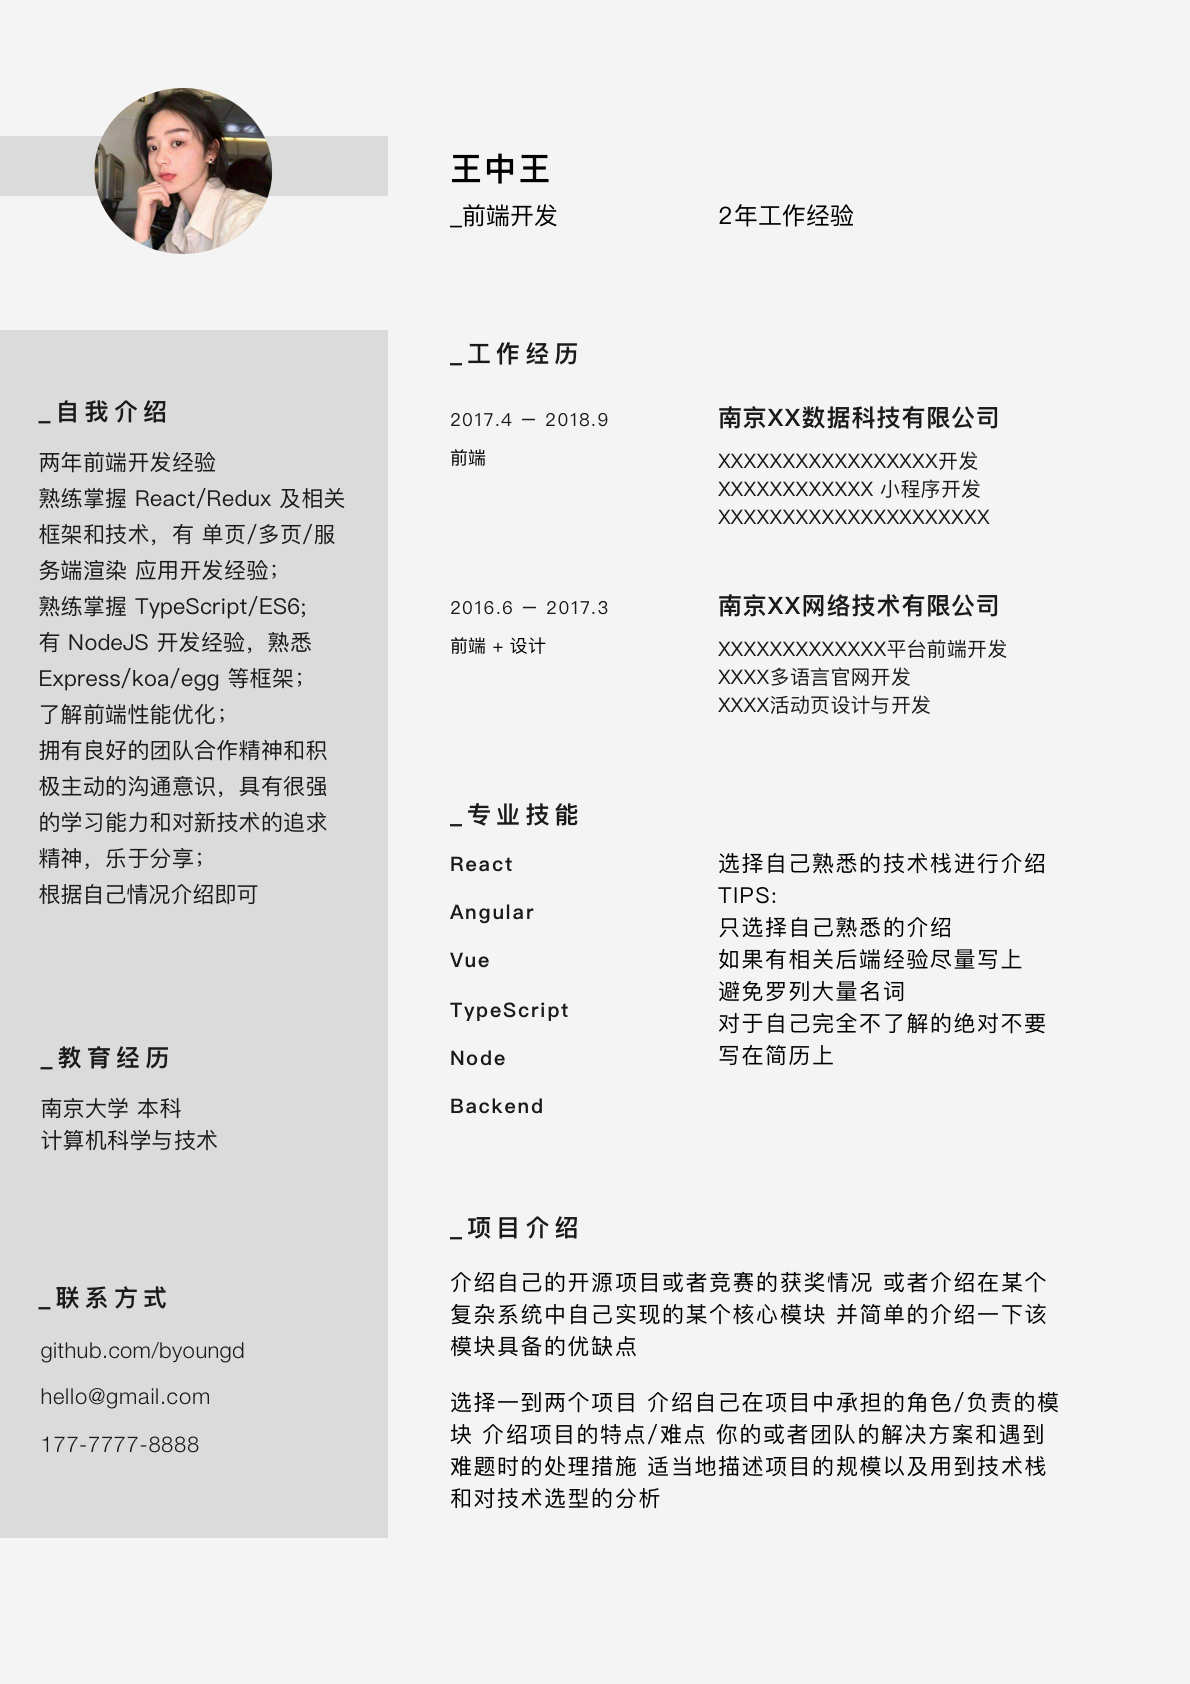 王中王
_前端开发
2年工作经验
_自我介绍
两年前端开发经验
熟练掌握 React/Redux 及相关
框架和技术，有 单页/多页/服
务端渲染 应用开发经验；
熟练掌握 TypeScript/ES6;
有 NodeJS 开发经验，熟悉
Express/koa/egg 等框架；
了解前端性能优化；
拥有良好的团队合作精神和积
极主动的沟通意识，具有很强
的学习能力和对新技术的追求
精神，乐于分享；
根据自己情况介绍即可
_教育经历
南京大学 本科
计算机科学与技术
_联系方式
github.com/byoungd
hello@gmail.com
177-7777-8888
_工作经历
2017.4 — 2018.9
前端
南京XX数据科技有限公司
XXXXXXXXXXXXXXXXX开发
XXXXXXXXXXXX 小程序开发
XXXXXXXXXXXXXXXXXXXXX
2016.6 — 2017.3
前端 + 设计
南京XX网络技术有限公司
XXXXXXXXXXXXX平台前端开发
XXXX多语言官网开发
XXXX活动页设计与开发
_专业技能
React
Angular
Vue
TypeScript
Node
Backend
选择自己熟悉的技术栈进行介绍
TIPS:
只选择自己熟悉的介绍
如果有相关后端经验尽量写上
避免罗列大量名词
对于自己完全不了解的绝对不要
写在简历上
_项目介绍
介绍自己的开源项目或者竞赛的获奖情况 或者介绍在某个
复杂系统中自己实现的某个核心模块 并简单的介绍一下该
模块具备的优缺点
选择一到两个项目 介绍自己在项目中承担的角色/负责的模
块 介绍项目的特点/难点 你的或者团队的解决方案和遇到
难题时的处理措施 适当地描述项目的规模以及用到技术栈
和对技术选型的分析